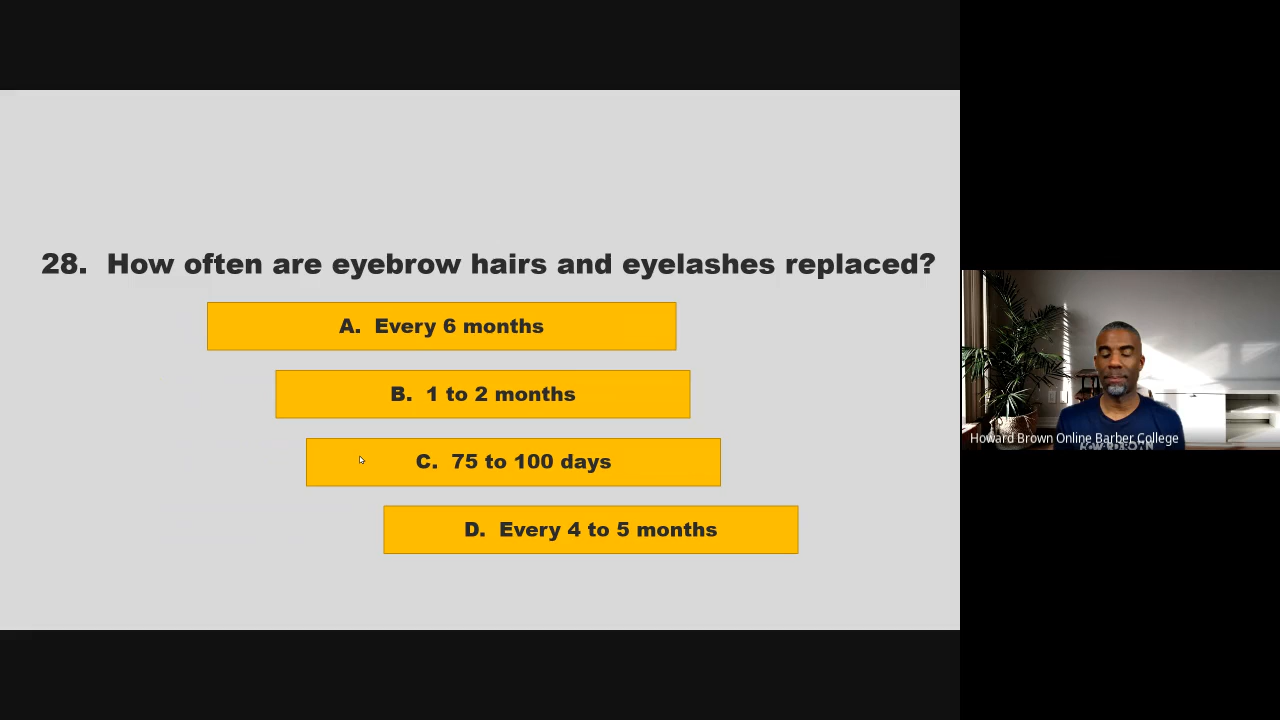 28. How often are eyebrow hairs and eyelashes replaced?
A. Every 6 months
B. 1 to 2 months
C. 75 to 100 days
D. Every 4 to 5 months
Howard Brown Online Barber College